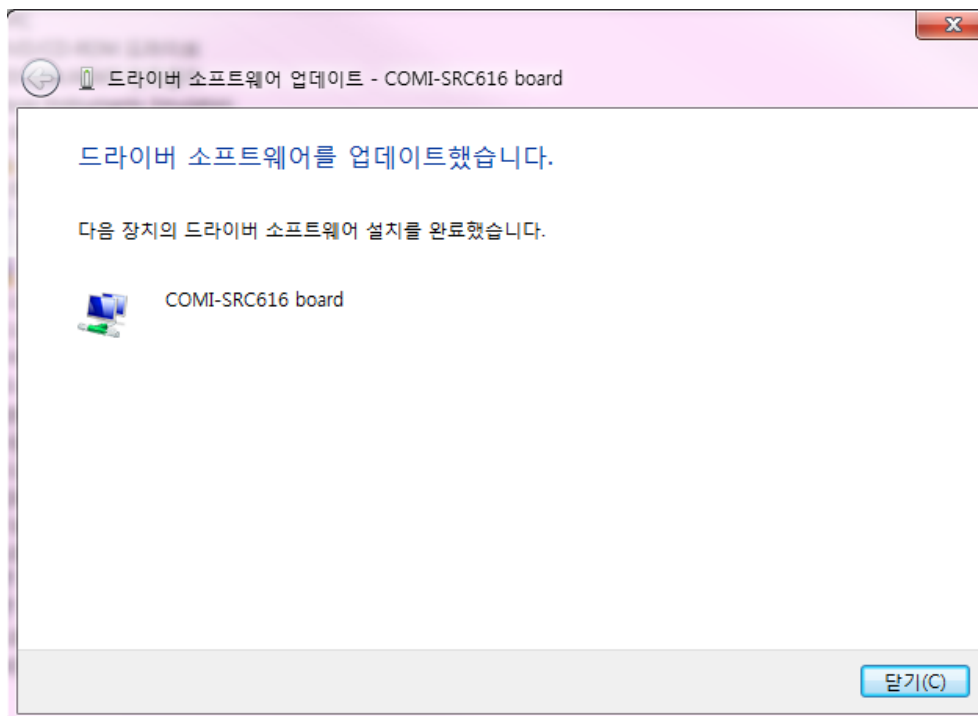 드라이버 소프트웨어 업데이트 - COMI-SRC616 board
드라이버 소프트웨어를 업데이트했습니다.
다음 장치의 드라이버 소프트웨어 설치를 완료했습니다.
COMI-SRC616 board
닫기(C)